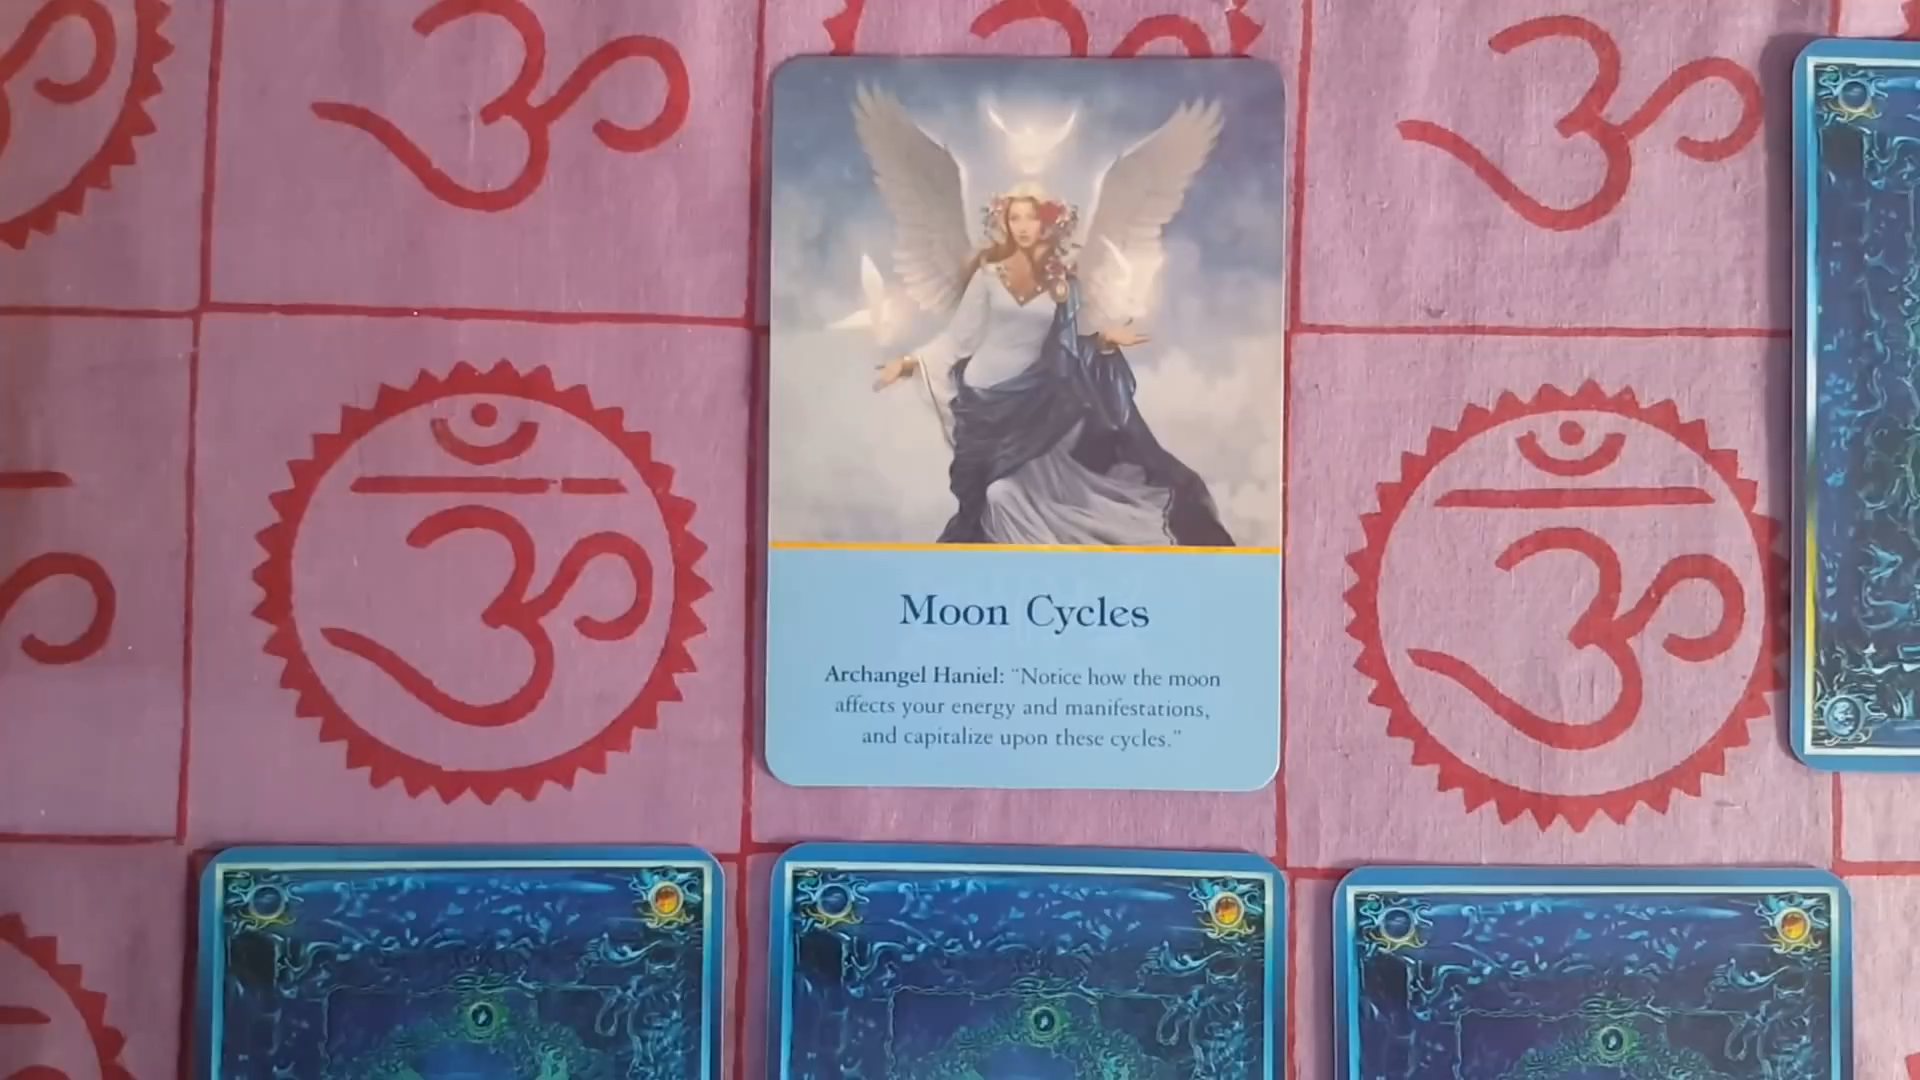 Moon Cycles
Archangel Haniel: "Notice how the moon
affects your energy and manifestations,
and capitalize upon these cycles."